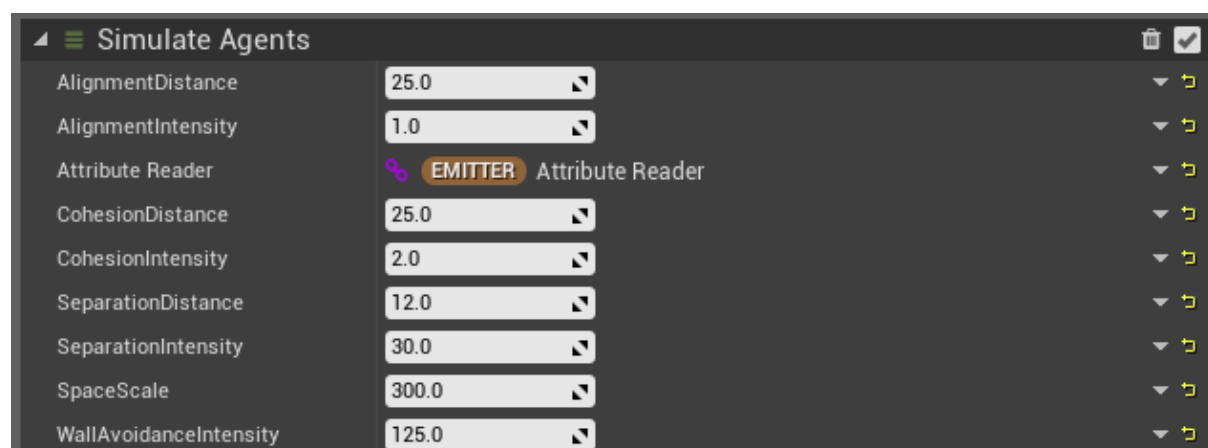 Simulate Agents
AlignmentDistance 25.0
AlignmentIntensity 1.0
Attribute Reader EMITTER Attribute Reader
CohesionDistance 25.0
CohesionIntensity 2.0
SeparationDistance 12.0
SeparationIntensity 30.0
SpaceScale 300.0
WallAvoidanceIntensity 125.0